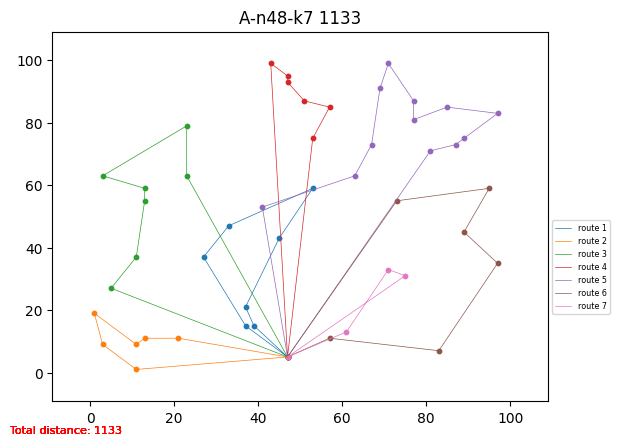 A-n48-k7 1133
100
80
60
40
20
0
0 20 40 60 80 100
route 1
route 2
route 3
route 4
route 5
route 6
route 7
Total distance: 1133